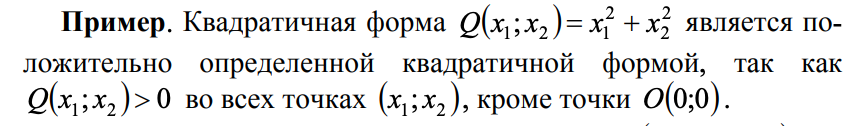 Пример. Квадратичная форма Q(x₁; x₂) = x₁² + x₂² является по-
ложительно определенной квадратичной формой, так как
Q(x₁; x₂) > 0 во всех точках (x₁; x₂), кроме точки O(0;0).